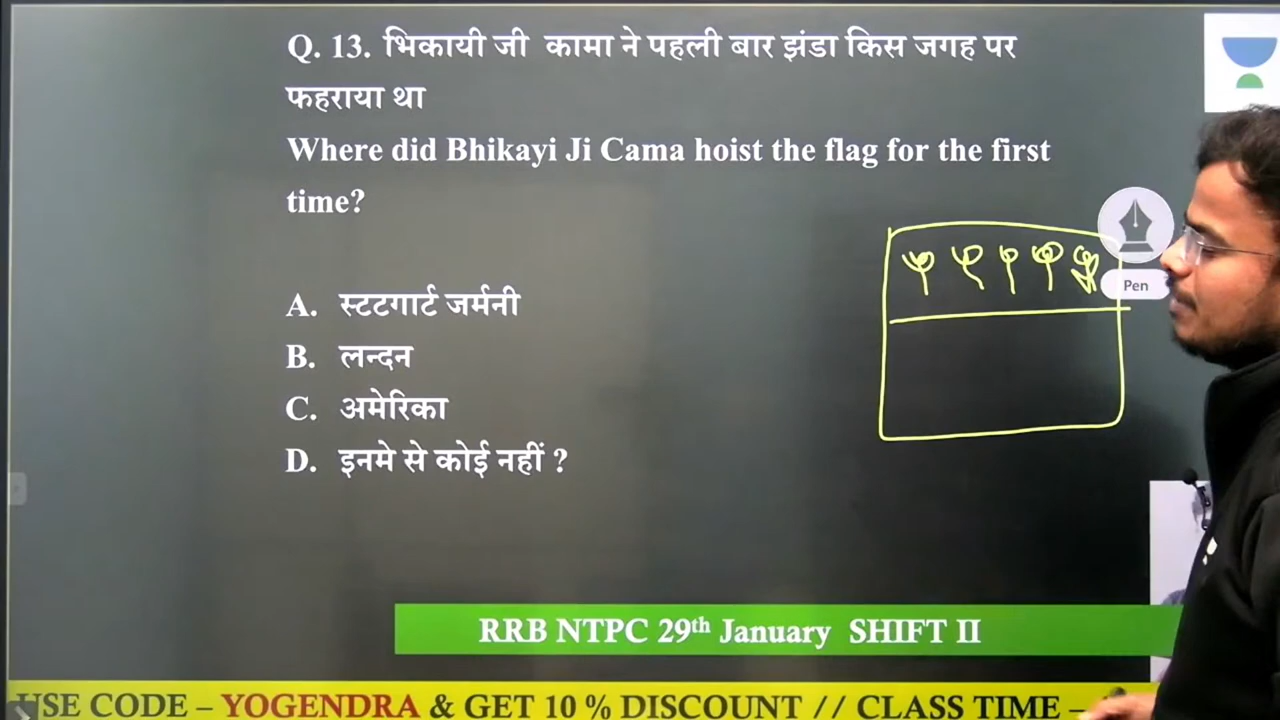 Q. 13. भिकायी जी कामा ने पहली बार झंडा किस जगह पर
फहराया था
Where did Bhikayi Ji Cama hoist the flag for the first
time?
A. स्टटगार्ट जर्मनी
B. लन्दन
C. अमेरिका
D. इनमे से कोई नहीं ?
Pen
RRB NTPC 29th January SHIFT II
USE CODE – YOGENDRA & GET 10 % DISCOUNT // CLASS TIME –